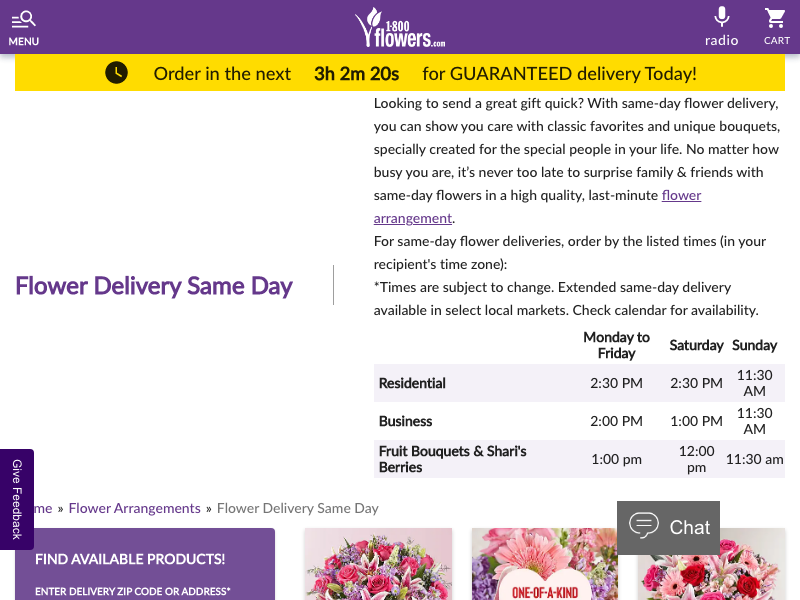 MENU
1·800
flowers.com
radio
CART
Order in the next 3h 2m 20s for GUARANTEED delivery Today!
Looking to send a great gift quick? With same-day flower delivery,
you can show you care with classic favorites and unique bouquets,
specially created for the special people in your life. No matter how
busy you are, it's never too late to surprise family & friends with
same-day flowers in a high quality, last-minute flower
arrangement.
For same-day flower deliveries, order by the listed times (in your
recipient's time zone):
*Times are subject to change. Extended same-day delivery
available in select local markets. Check calendar for availability.
Flower Delivery Same Day
Monday to
Friday
Saturday
Sunday
Residential 2:30 PM 2:30 PM 11:30
AM
Business 2:00 PM 1:00 PM 11:30
AM
Fruit Bouquets & Shari's
Berries
1:00 pm
12:00
pm
11:30 am
Give Feedback
me » Flower Arrangements » Flower Delivery Same Day
Chat
FIND AVAILABLE PRODUCTS!
ENTER DELIVERY ZIP CODE OR ADDRESS*
ONE-OF-A-KIND